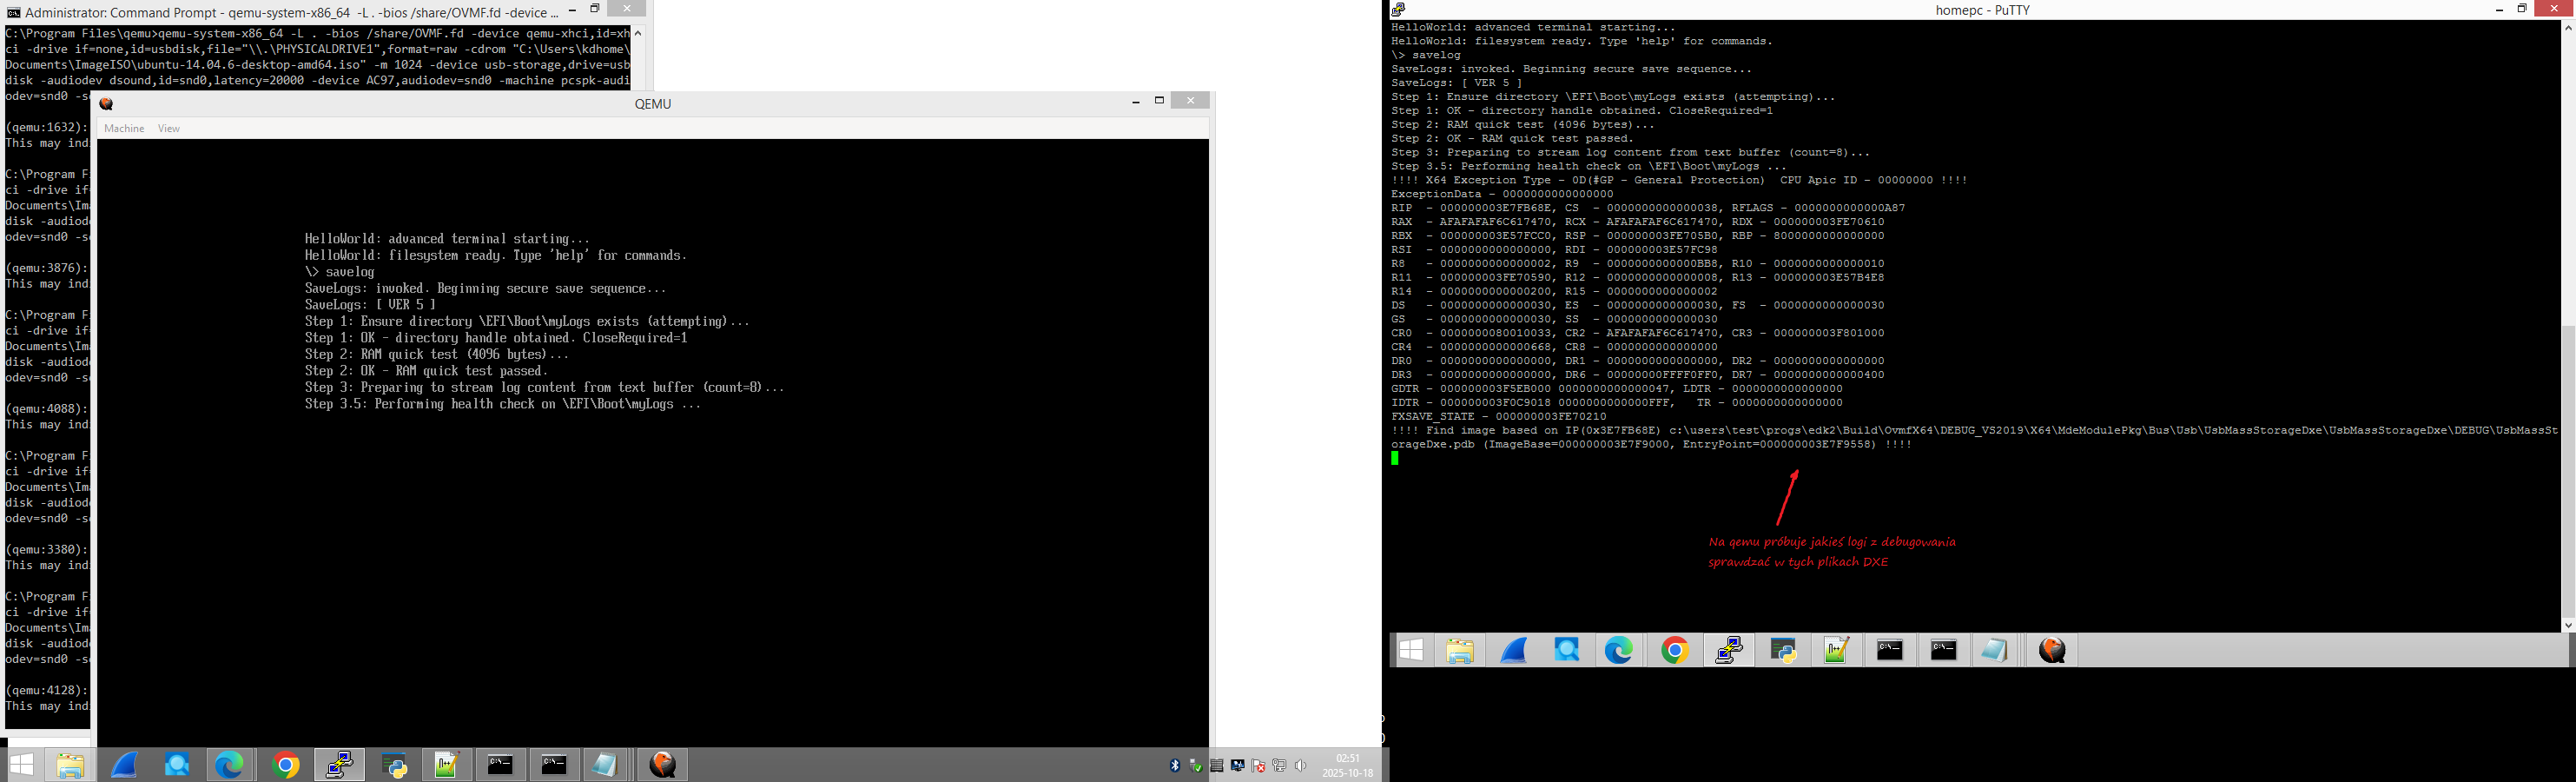 Administrator: Command Prompt - qemu-system-x86_64 -L . -bios /share/OVMF.fd -device ...
C:\Program Files\qemu>qemu-system-x86_64 -L . -bios /share/OVMF.fd -device qemu-xhci,id=xh
ci -drive if=none,id=usbdisk,file="\\.\PHYSICALDRIVE1",format=raw -cdrom "C:\Users\kdhome\
Documents\ImageISO\ubuntu-14.04.6-desktop-amd64.iso" -m 1024 -device usb-storage,drive=usb
disk -audiodev dsound,id=snd0,latency=20000 -device AC97,audiodev=snd0 -machine pcspk-audi
odev=snd0 -s
(qemu:1632):
This may ind
C:\Program F
ci -drive if
Documents\Im
disk -audiod
odev=snd0 -s
(qemu:3876):
This may ind
C:\Program F
ci -drive if
Documents\Im
disk -audiod
odev=snd0 -s
(qemu:4088):
This may ind
C:\Program F
ci -drive if
Documents\Im
disk -audiod
odev=snd0 -s
(qemu:3380):
This may ind
C:\Program F
ci -drive if
Documents\Im
disk -audiod
odev=snd0 -s
(qemu:4128):
This may ind
QEMU
Machine View
HelloWorld: advanced terminal starting...
HelloWorld: filesystem ready. Type 'help' for commands.
\> savelog
SaveLogs: invoked. Beginning secure save sequence...
SaveLogs: [ VER 5 ]
Step 1: Ensure directory \EFI\Boot\myLogs exists (attempting)...
Step 1: OK - directory handle obtained. CloseRequired=1
Step 2: RAM quick test (4096 bytes)...
Step 2: OK - RAM quick test passed.
Step 3: Preparing to stream log content from text buffer (count=8)...
Step 3.5: Performing health check on \EFI\Boot\myLogs ...
02:51
2025-10-18
homepc - PuTTY
HelloWorld: advanced terminal starting...
HelloWorld: filesystem ready. Type 'help' for commands.
\> savelog
SaveLogs: invoked. Beginning secure save sequence...
SaveLogs: [ VER 5 ]
Step 1: Ensure directory \EFI\Boot\myLogs exists (attempting)...
Step 1: OK - directory handle obtained. CloseRequired=1
Step 2: RAM quick test (4096 bytes)...
Step 2: OK - RAM quick test passed.
Step 3: Preparing to stream log content from text buffer (count=8)...
Step 3.5: Performing health check on \EFI\Boot\myLogs ...
!!!! X64 Exception Type - 0D(#GP - General Protection)  CPU Apic ID - 00000000 !!!!
ExceptionData - 0000000000000000
RIP  - 000000003E7FB68E, CS  - 0000000000000038, RFLAGS - 0000000000000A87
RAX  - AFAFAFAF6C617470, RCX - AFAFAFAF6C617470, RDX - 000000003FE70610
RBX  - 000000003E57FCC0, RSP - 000000003FE705B0, RBP - 8000000000000000
RSI  - 0000000000000000, RDI - 000000003E57FC98
R8   - 0000000000000002, R9  - 0000000000000BB8, R10 - 0000000000000010
R11  - 000000003FE70590, R12 - 0000000000000008, R13 - 000000003E57B4E8
R14  - 0000000000000200, R15 - 0000000000000002
DS   - 0000000000000030, ES  - 0000000000000030, FS  - 0000000000000030
GS   - 0000000000000030, SS  - 0000000000000030
CR0  - 0000000080010033, CR2 - AFAFAFAF6C617470, CR3 - 000000003F801000
CR4  - 0000000000000668, CR8 - 0000000000000000
DR0  - 0000000000000000, DR1 - 0000000000000000, DR2 - 0000000000000000
DR3  - 0000000000000000, DR6 - 00000000FFFF0FF0, DR7 - 0000000000000400
GDTR - 000000003F5EB000 0000000000000047, LDTR - 0000000000000000
IDTR - 000000003F0C9018 0000000000000FFF,   TR - 0000000000000000
FXSAVE_STATE - 000000003FE70210
!!!! Find image based on IP(0x3E7FB68E) c:\users\test\progs\edk2\Build\OvmfX64\DEBUG_VS2019\X64\MdeModulePkg\Bus\Usb\UsbMassStorageDxe\UsbMassStorageDxe\DEBUG\UsbMassSt
orageDxe.pdb (ImageBase=000000003E7F9000, EntryPoint=000000003E7F9558) !!!!
Na qemu próbuje jakieś logi z debugowania
sprawdzać w tych plikach DXE